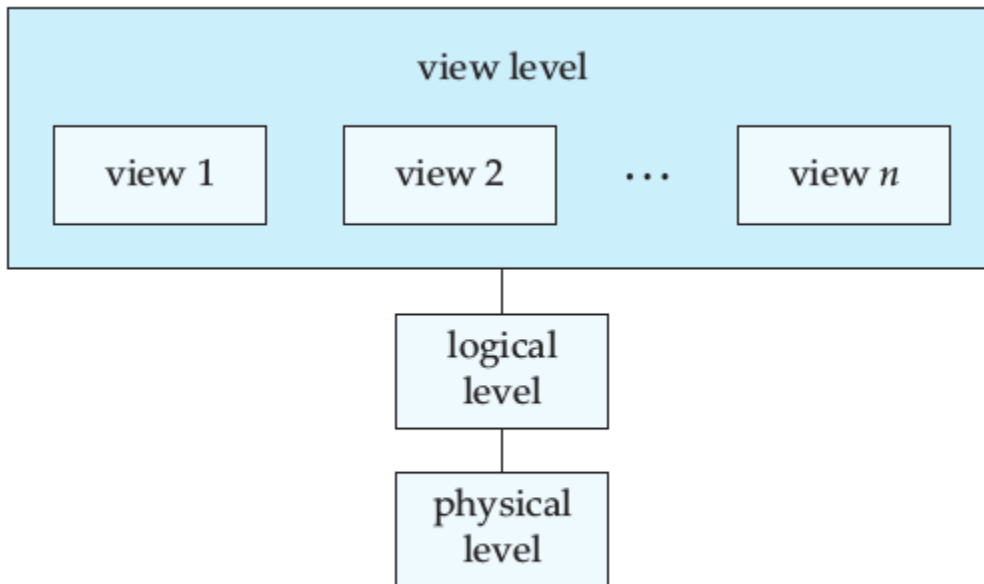 view level
view 1
view 2
...
view n
logical
level
physical
level